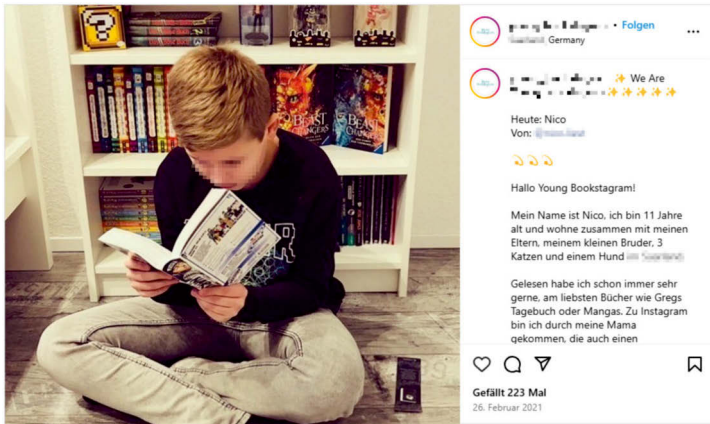 BEAST
CHANGERS
BEAST
CHANGERS
• Folgen
Germany
We Are
Heute: Nico
Von:
Hallo Young Bookstagram!
Mein Name ist Nico, ich bin 11 Jahre
alt und wohne zusammen mit meinen
Eltern, meinem kleinen Bruder, 3
Katzen und einem Hund
Gelesen habe ich schon immer sehr
gerne, am liebsten Bücher wie Gregs
Tagebuch oder Mangas. Zu Instagram
bin ich durch meine Mama
gekommen, die auch einen
Gefällt 223 Mal
26. Februar 2021